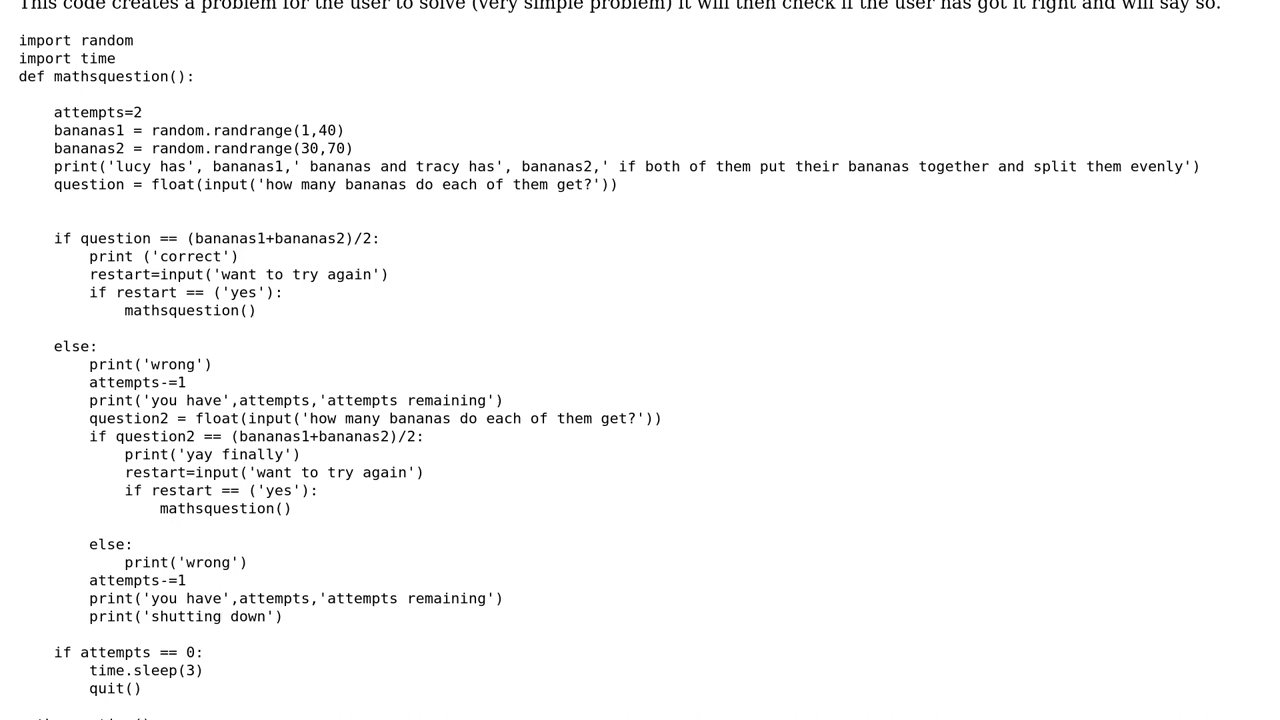 This code creates a problem for the user to solve (very simple problem) it will then check if the user has got it right and will say so.
import random
import time
def mathsquestion():
    attempts=2
    bananas1 = random.randrange(1,40)
    bananas2 = random.randrange(30,70)
    print('lucy has', bananas1,' bananas and tracy has', bananas2,' if both of them put their bananas together and split them evenly')
    question = float(input('how many bananas do each of them get?'))
    if question == (bananas1+bananas2)/2:
        print ('correct')
        restart=input('want to try again')
        if restart == ('yes'):
            mathsquestion()
    else:
        print('wrong')
        attempts-=1
        print('you have',attempts,'attempts remaining')
        question2 = float(input('how many bananas do each of them get?'))
        if question2 == (bananas1+bananas2)/2:
            print('yay finally')
            restart=input('want to try again')
            if restart == ('yes'):
                mathsquestion()
        else:
            print('wrong')
        attempts-=1
        print('you have',attempts,'attempts remaining')
        print('shutting down')
    if attempts == 0:
        time.sleep(3)
        quit()